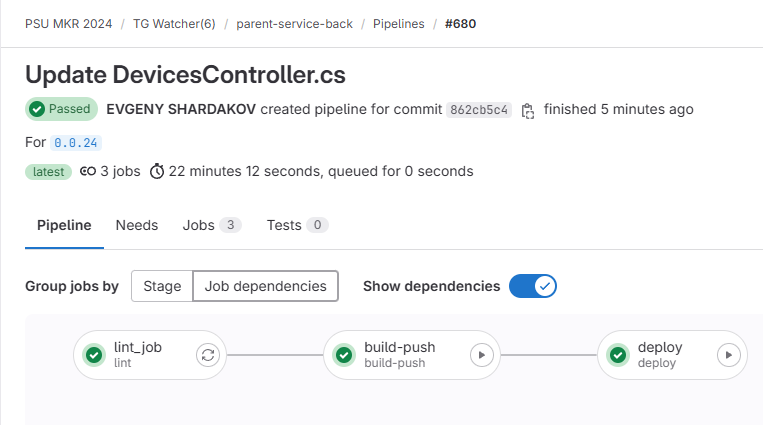 PSU MKR 2024 / TG Watcher(6) / parent-service-back / Pipelines / #680
Update DevicesController.cs
Passed EVGENY SHARDAKOV created pipeline for commit 862cb5c4 finished 5 minutes ago
For 0.0.24
latest 3 jobs 22 minutes 12 seconds, queued for 0 seconds
Pipeline Needs Jobs 3 Tests 0
Group jobs by Stage Job dependencies Show dependencies
lint_job build-push deploy
lint build-push deploy